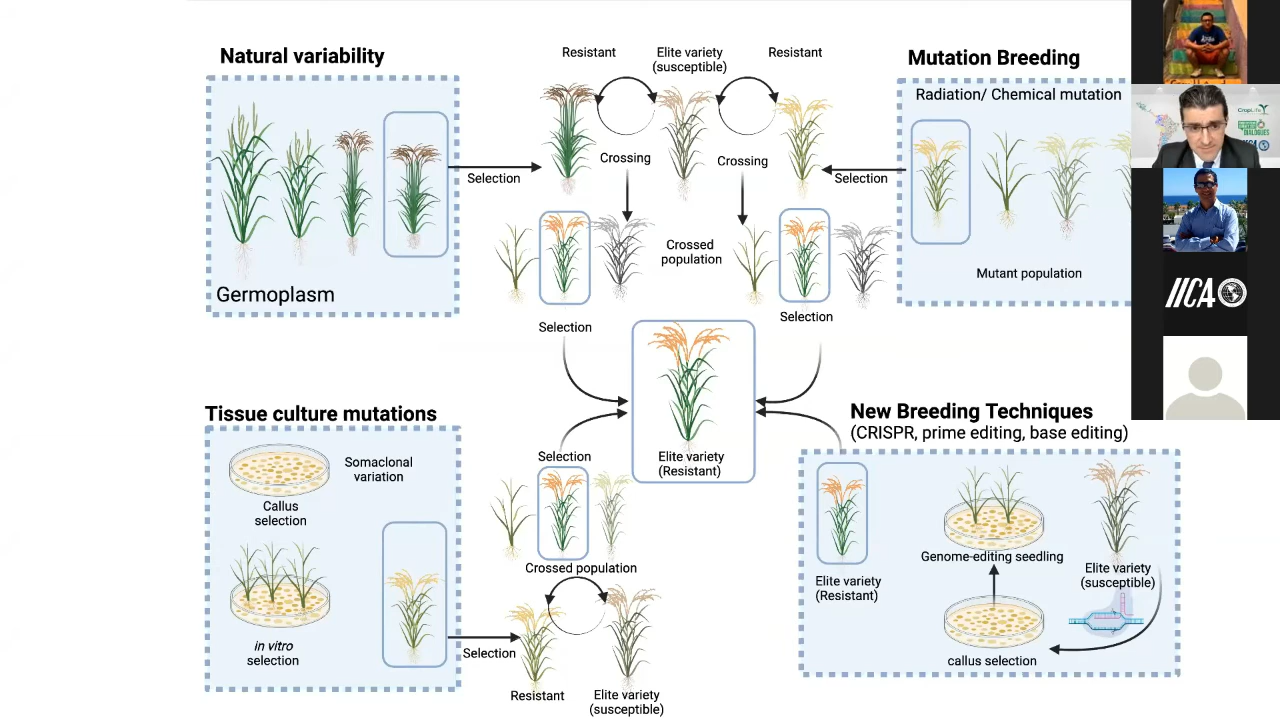 Natural variability
Germoplasm
Selection
Resistant
Elite variety
(susceptible)
Resistant
Crossing
Crossing
Crossed
population
Selection
Selection
Mutation Breeding
Radiation/ Chemical mutation
Selection
Mutant population
Elite variety
(Resistant)
Tissue culture mutations
Somaclonal
variation
Callus
selection
in vitro
selection
Selection
Selection
Crossed population
Resistant
Elite variety
(susceptible)
New Breeding Techniques
(CRISPR, prime editing, base editing)
Elite variety
(Resistant)
Genome-editing seedling
callus selection
Elite variety
(susceptible)
CropLife
DIALOGUES
IICA